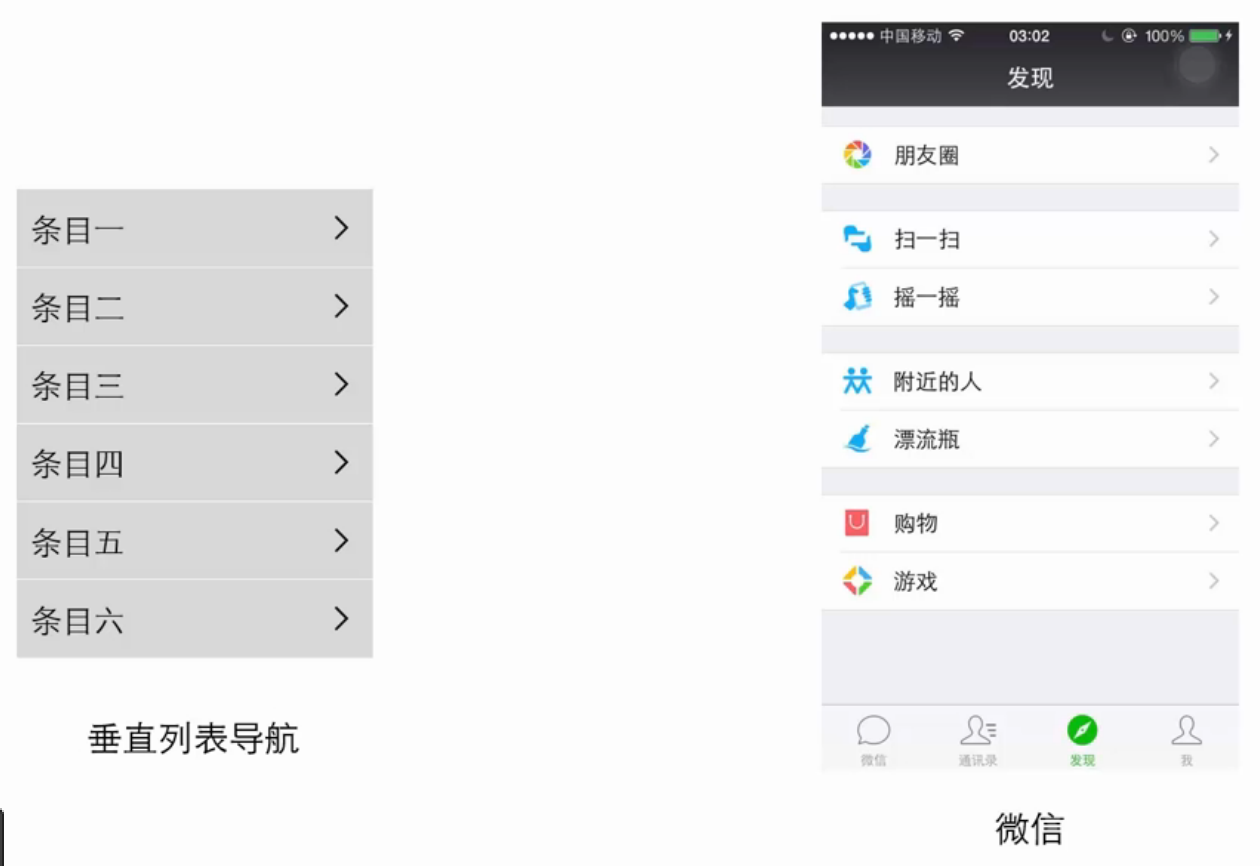 条目一
条目二
条目三
条目四
条目五
条目六
垂直列表导航
中国移动 03:02 100%
发现
朋友圈
扫一扫
摇一摇
附近的人
漂流瓶
购物
游戏
微信 通讯录 发现 我
微信